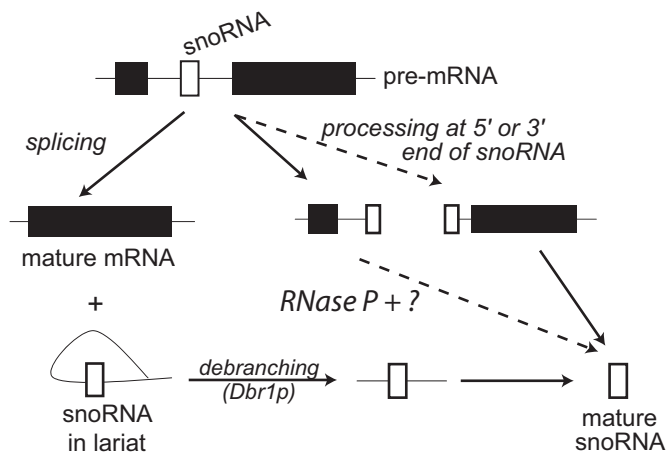 snoRNA
pre-mRNA
splicing
processing at 5' or 3'
end of snoRNA
mature mRNA
+
RNase P + ?
debranching
(Dbr1p)
snoRNA
in lariat
mature
snoRNA